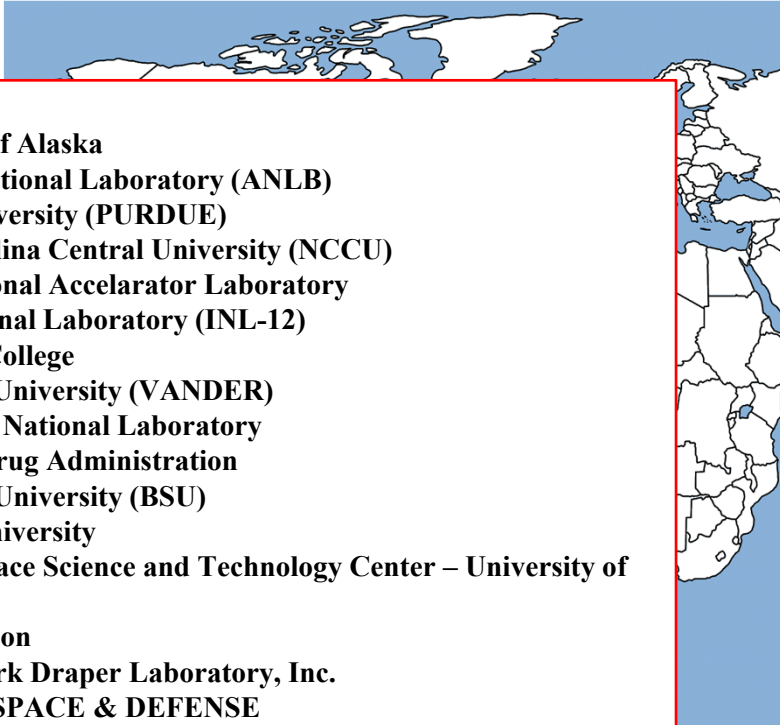 f Alaska
tional Laboratory (ANLB)
versity (PURDUE)
lina Central University (NCCU)
onal Accelarator Laboratory
nal Laboratory (INL-12)
College
University (VANDER)
National Laboratory
rug Administration
University (BSU)
niversity
ace Science and Technology Center – University of
on
rk Draper Laboratory, Inc.
SPACE & DEFENSE